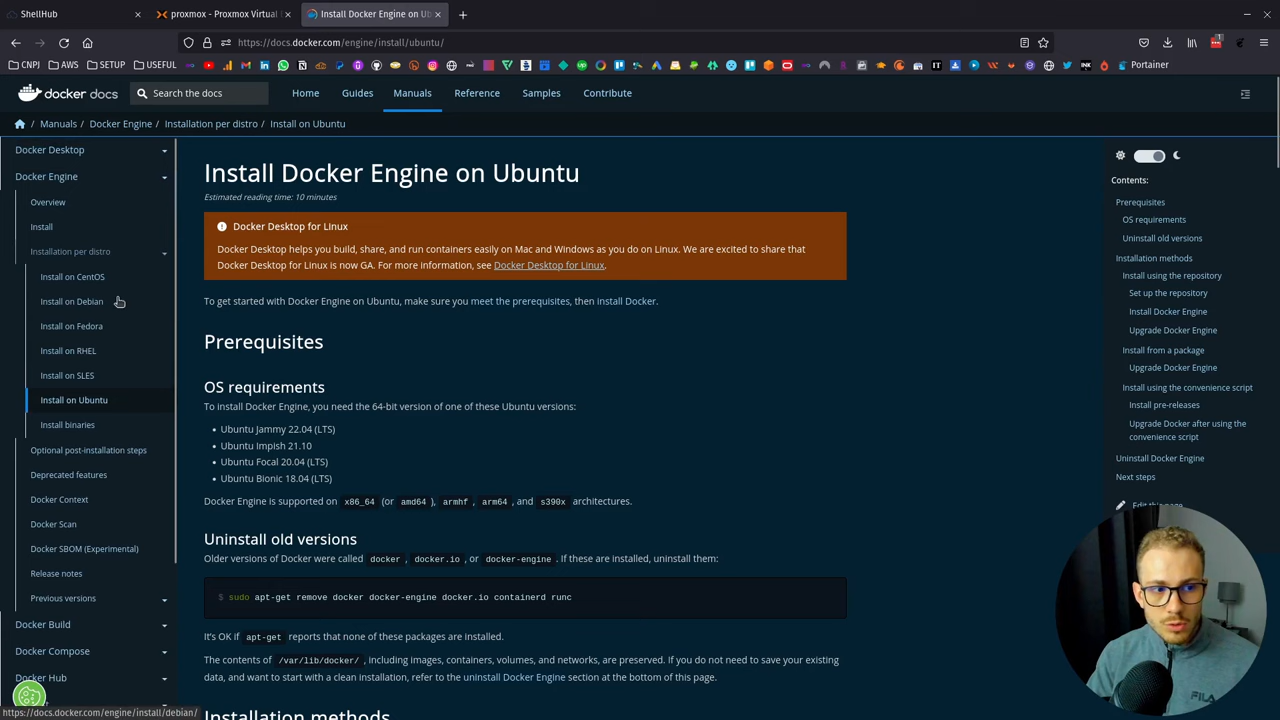 ShellHub
proxmox - Proxmox Virtual E
Install Docker Engine on Ub
https://docs.docker.com/engine/install/ubuntu/
1
CNPJ
AWS
SETUP
USEFUL
Portainer
docker docs
Search the docs
Home
Guides
Manuals
Reference
Samples
Contribute
/ Manuals / Docker Engine / Installation per distro / Install on Ubuntu
Docker Desktop
Docker Engine
Overview
Install
Installation per distro
Install on CentOS
Install on Debian
Install on Fedora
Install on RHEL
Install on SLES
Install on Ubuntu
Install binaries
Optional post-installation steps
Deprecated features
Docker Context
Docker Scan
Docker SBOM (Experimental)
Release notes
Previous versions
Docker Build
Docker Compose
Docker Hub
https://docs.docker.com/engine/install/debian/
Install Docker Engine on Ubuntu
Estimated reading time: 10 minutes
Docker Desktop for Linux
Docker Desktop helps you build, share, and run containers easily on Mac and Windows as you do on Linux. We are excited to share that
Docker Desktop for Linux is now GA. For more information, see Docker Desktop for Linux.
To get started with Docker Engine on Ubuntu, make sure you meet the prerequisites, then install Docker.
Prerequisites
OS requirements
To install Docker Engine, you need the 64-bit version of one of these Ubuntu versions:
• Ubuntu Jammy 22.04 (LTS)
• Ubuntu Impish 21.10
• Ubuntu Focal 20.04 (LTS)
• Ubuntu Bionic 18.04 (LTS)
Docker Engine is supported on x86_64 (or amd64), armhf, arm64, and s390x architectures.
Uninstall old versions
Older versions of Docker were called docker, docker.io, or docker-engine. If these are installed, uninstall them:
$ sudo apt-get remove docker docker-engine docker.io containerd runc
It's OK if apt-get reports that none of these packages are installed.
The contents of /var/lib/docker/, including images, containers, volumes, and networks, are preserved. If you do not need to save your existing
data, and want to start with a clean installation, refer to the uninstall Docker Engine section at the bottom of this page.
Installation methods
Contents:
Prerequisites
OS requirements
Uninstall old versions
Installation methods
Install using the repository
Set up the repository
Install Docker Engine
Upgrade Docker Engine
Install from a package
Upgrade Docker Engine
Install using the convenience script
Install pre-releases
Upgrade Docker after using the
convenience script
Uninstall Docker Engine
Next steps
Edit this page
FILA